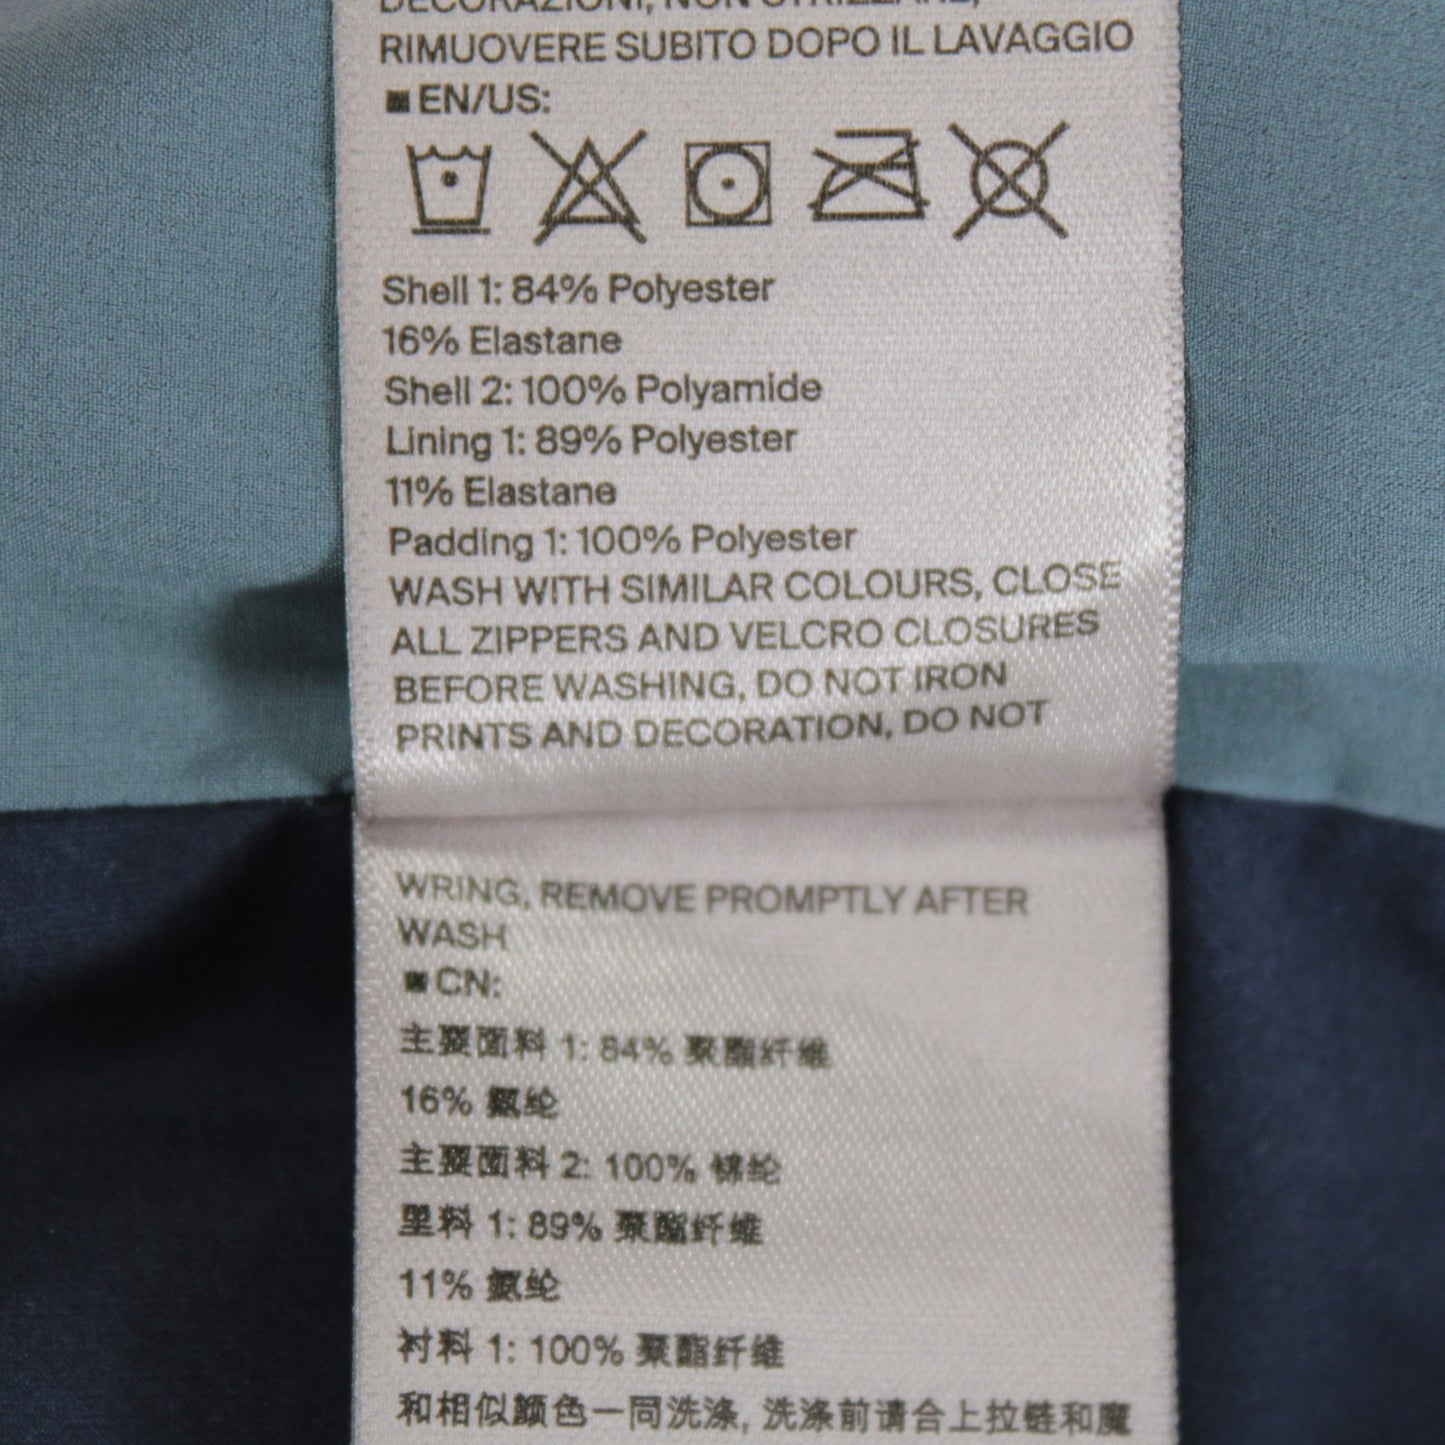 DECORAZIONI, NON STRIZZARE,
RIMUOVERE SUBITO DOPO IL LAVAGGIO
EN/US:
Shell 1: 84% Polyester
16% Elastane
Shell 2: 100% Polyamide
Lining 1: 89% Polyester
11% Elastane
Padding 1: 100% Polyester
WASH WITH SIMILAR COLOURS, CLOSE
ALL ZIPPERS AND VELCRO CLOSURES
BEFORE WASHING, DO NOT IRON
PRINTS AND DECORATION, DO NOT
WRING, REMOVE PROMPTLY AFTER
WASH
CN:
主要面料 1: 84% 聚酯纤维
16% 氨纶
主要面料 2: 100% 锦纶
里料 1: 89% 聚酯纤维
11% 氨纶
衬料 1: 100% 聚酯纤维
和相似颜色一同洗涤, 洗涤前请合上拉链和魔